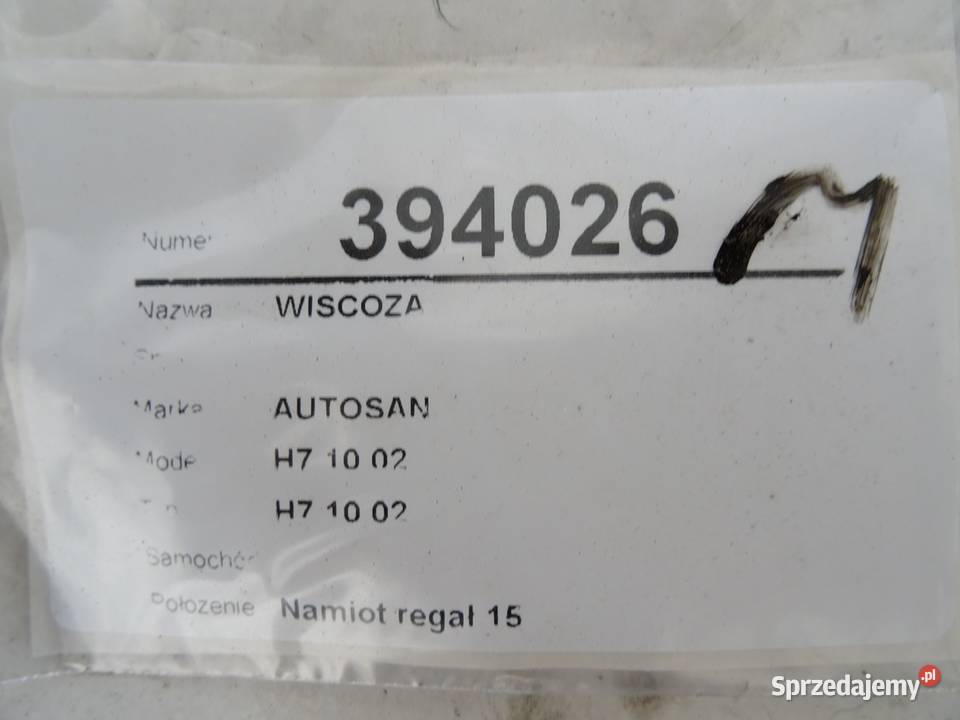 Numer 394026 M
Nazwa WISCOZA
Marka AUTOSAN
Model H7 10 02
H7 10 02
Samochód
Położenie Namiot regał 15
Sprzedajemy.pl